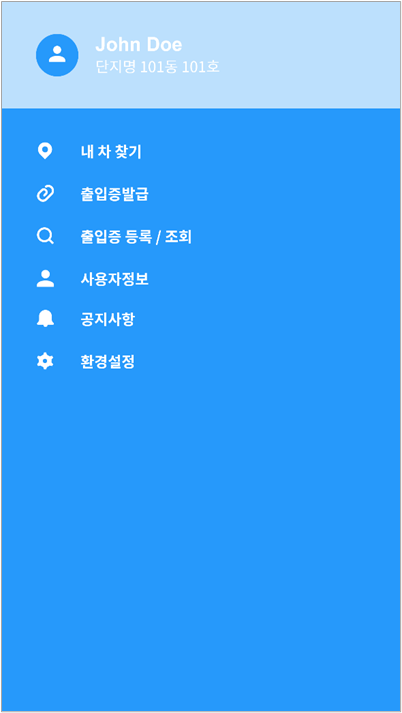 John Doe
단지명 101동 101호
내 차 찾기
출입증발급
출입증 등록 / 조회
사용자정보
공지사항
환경설정